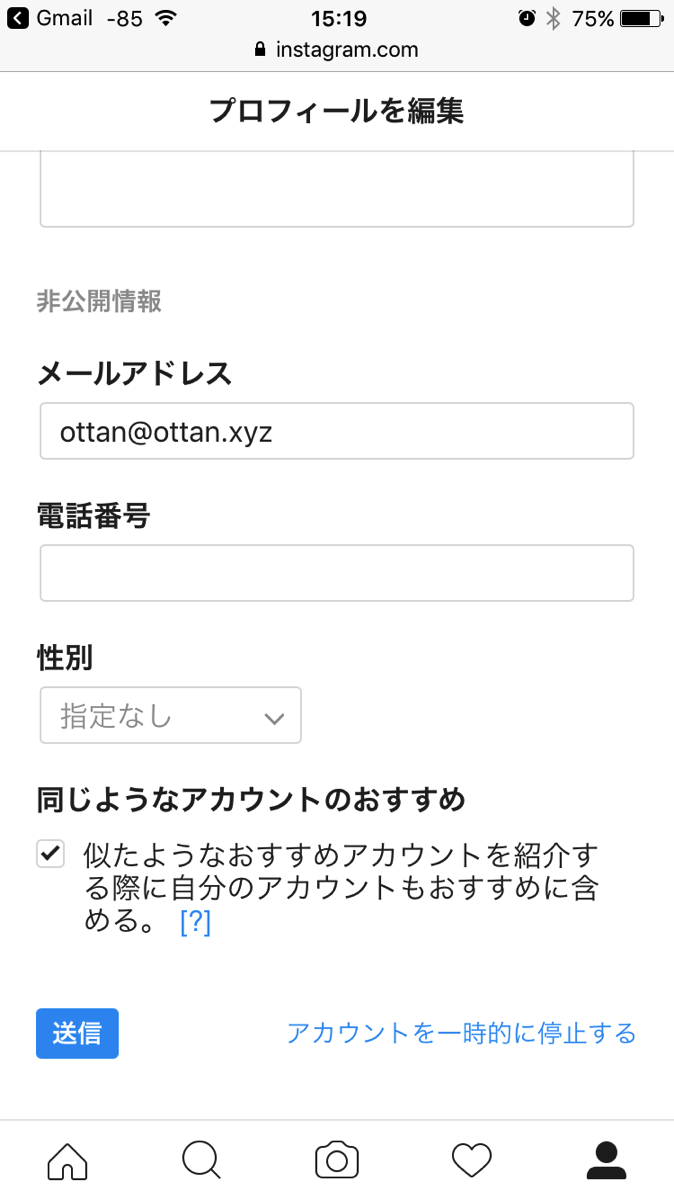 Gmail -85 15:19 75%
instagram.com
プロフィールを編集
非公開情報
メールアドレス
ottan@ottan.xyz
電話番号
性別
指定なし
同じようなアカウントのおすすめ
似たようなおすすめアカウントを紹介す
る際に自分のアカウントもおすすめに含
める。 [?]
送信 アカウントを一時的に停止する